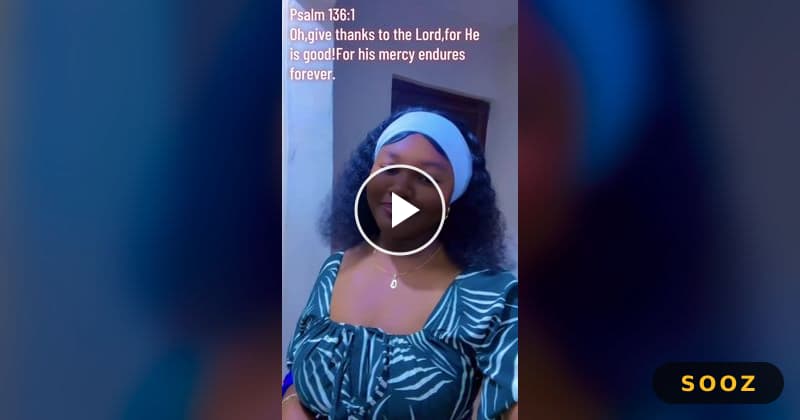 Psalm 136:1
Oh,give thanks to the Lord,for He
is good!For his mercy endures
forever.
SOOZ